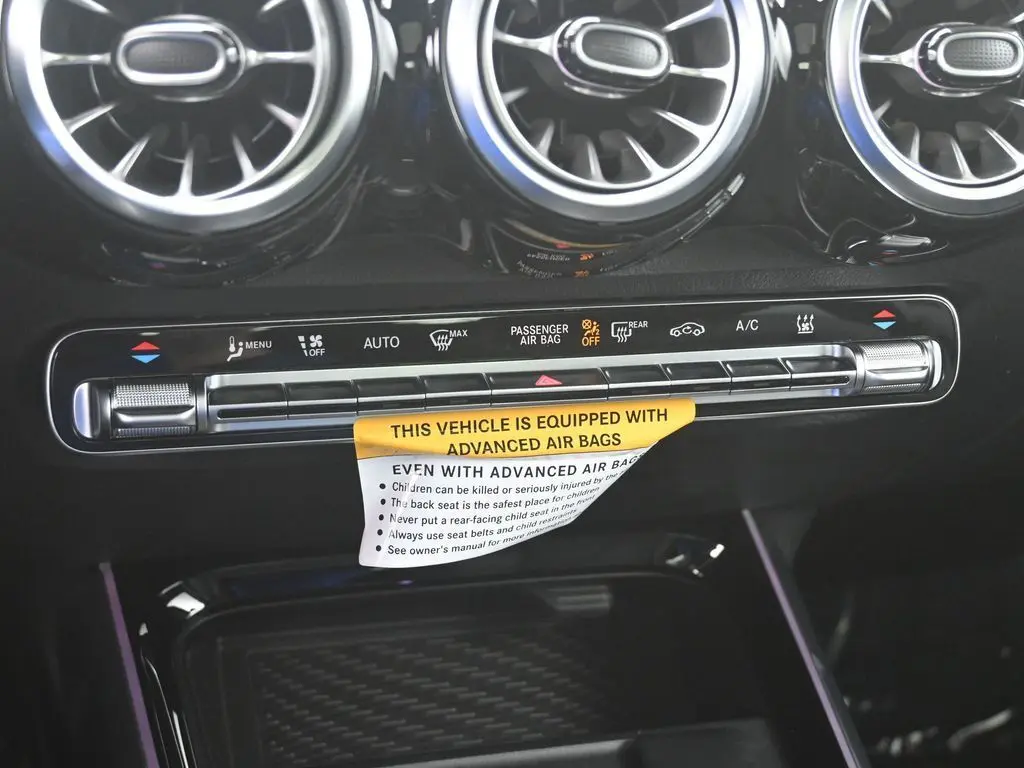 MENU
OFF
AUTO
MAX
PASSENGER
AIR BAG
OFF
REAR
A/C
THIS VEHICLE IS EQUIPPED WITH
ADVANCED AIR BAGS
EVEN WITH ADVANCED AIR BAGS
• Children can be killed or seriously injured by the
• The back seat is the safest place for children
• Never put a rear-facing child seat in the front
• Always use seat belts and child restraints
• See owner's manual for more information